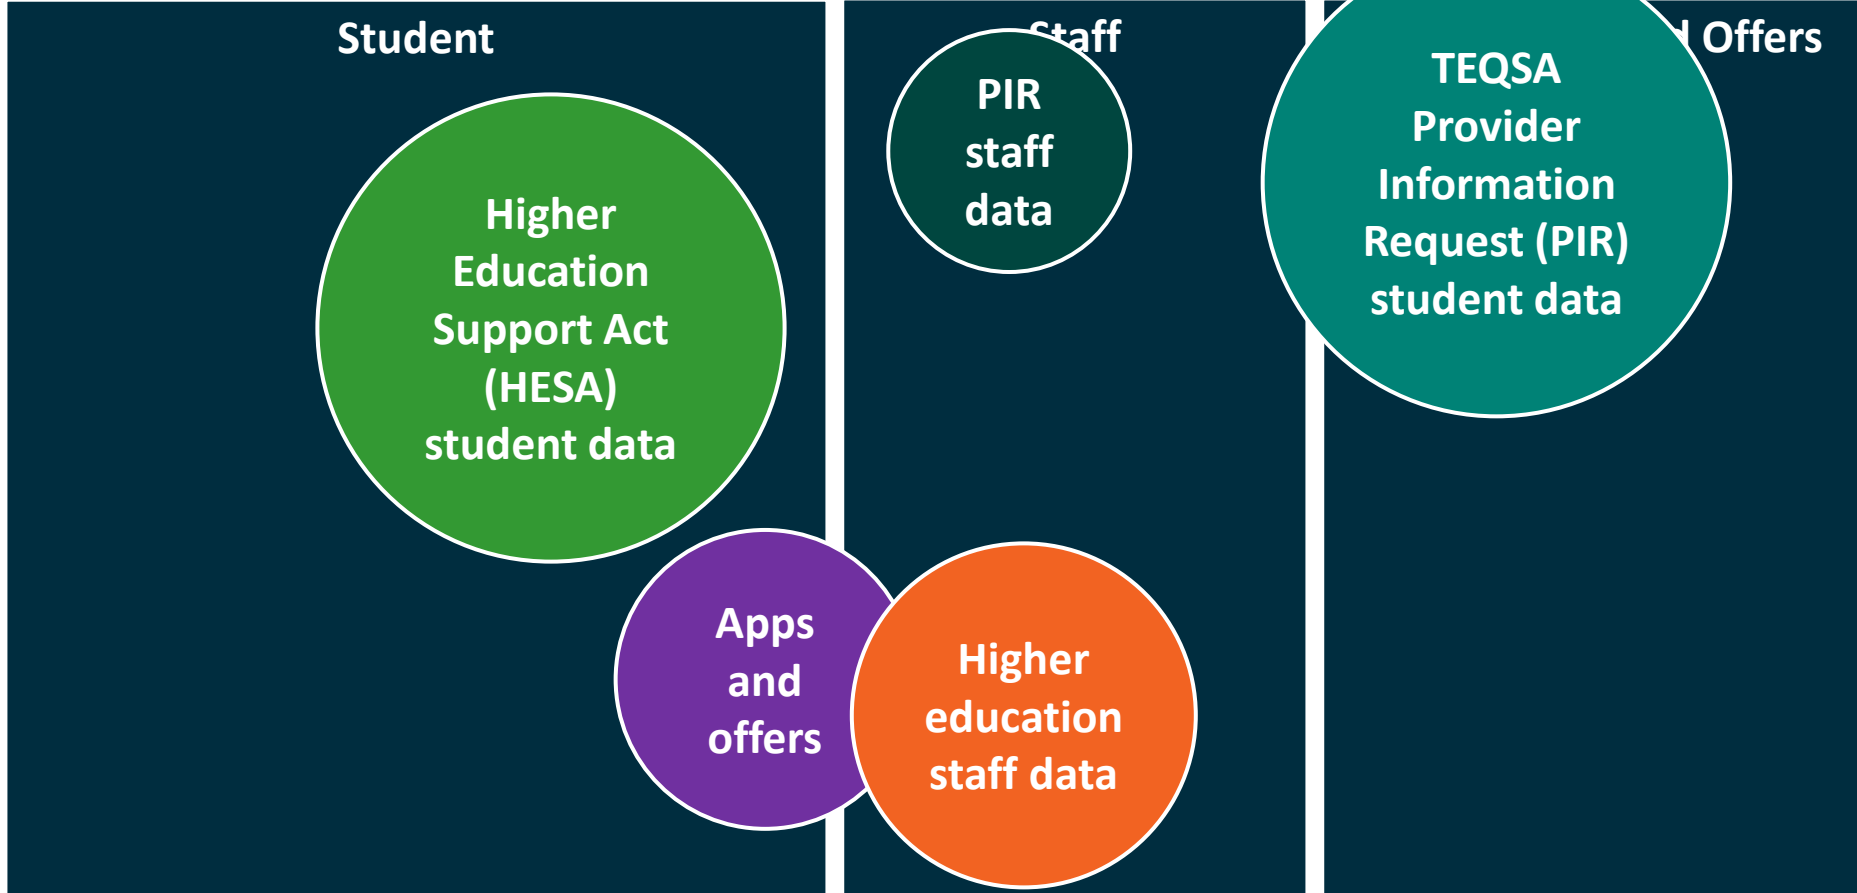 Student
Higher
Education
Support Act
(HESA)
student data
Apps
and
offers
Staff
PIR
staff
data
Higher
education
staff data
Offers
TEQSA
Provider
Information
Request (PIR)
student data